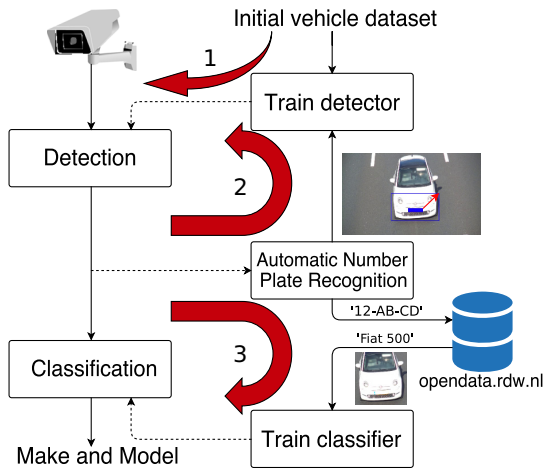 Initial vehicle dataset
1
Train detector
Detection
2
Automatic Number
Plate Recognition
'12-AB-CD'
'Fiat 500'
3
Classification
opendata.rdw.nl
Train classifier
Make and Model